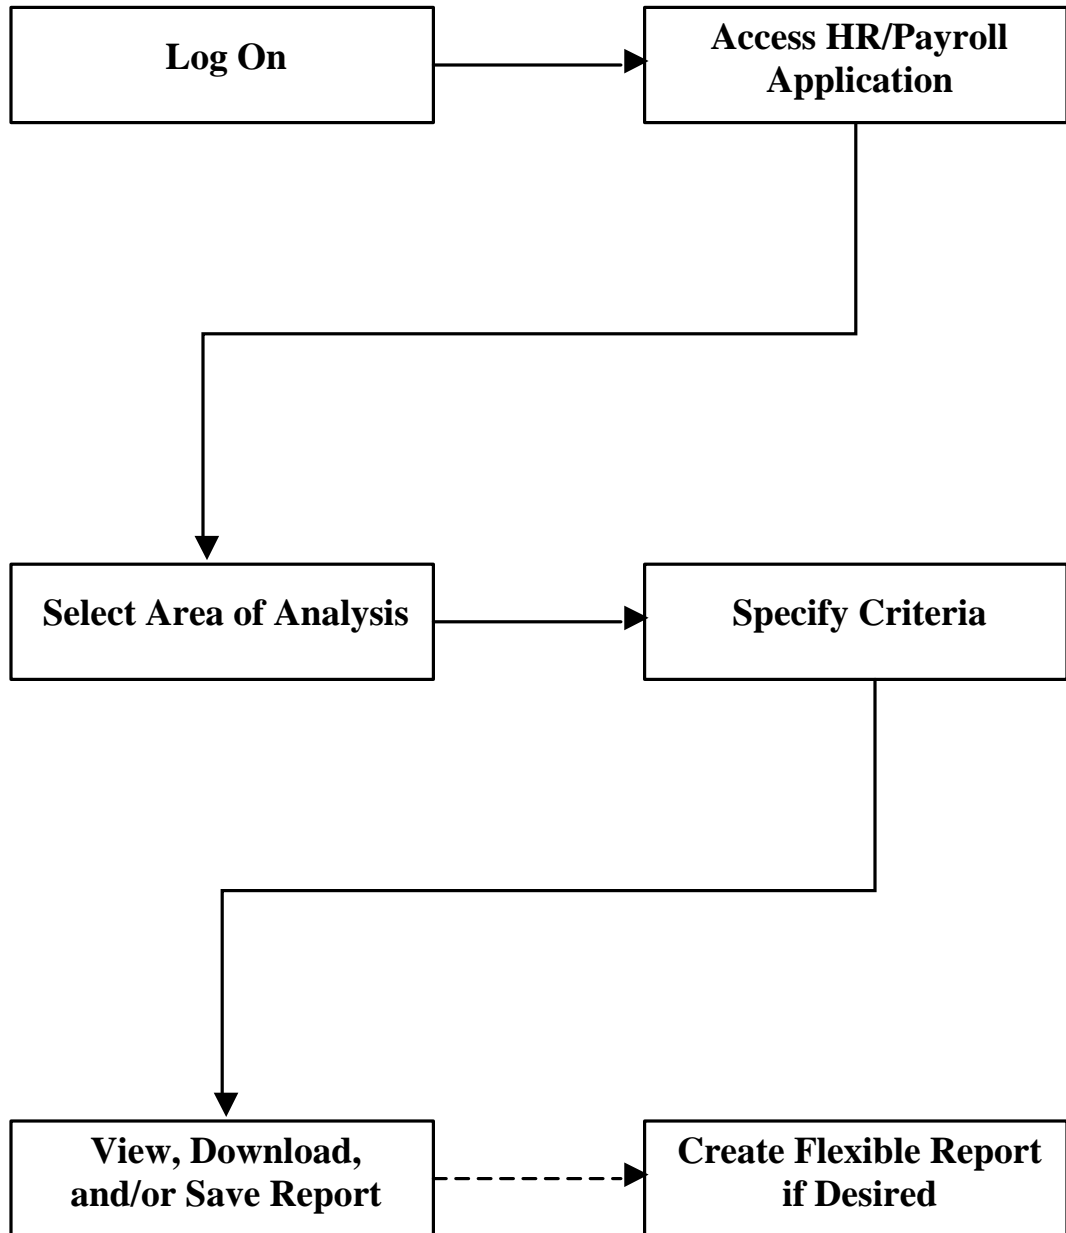 Log On
Access HR/Payroll
Application
Select Area of Analysis
Specify Criteria
View, Download,
and/or Save Report
Create Flexible Report
if Desired